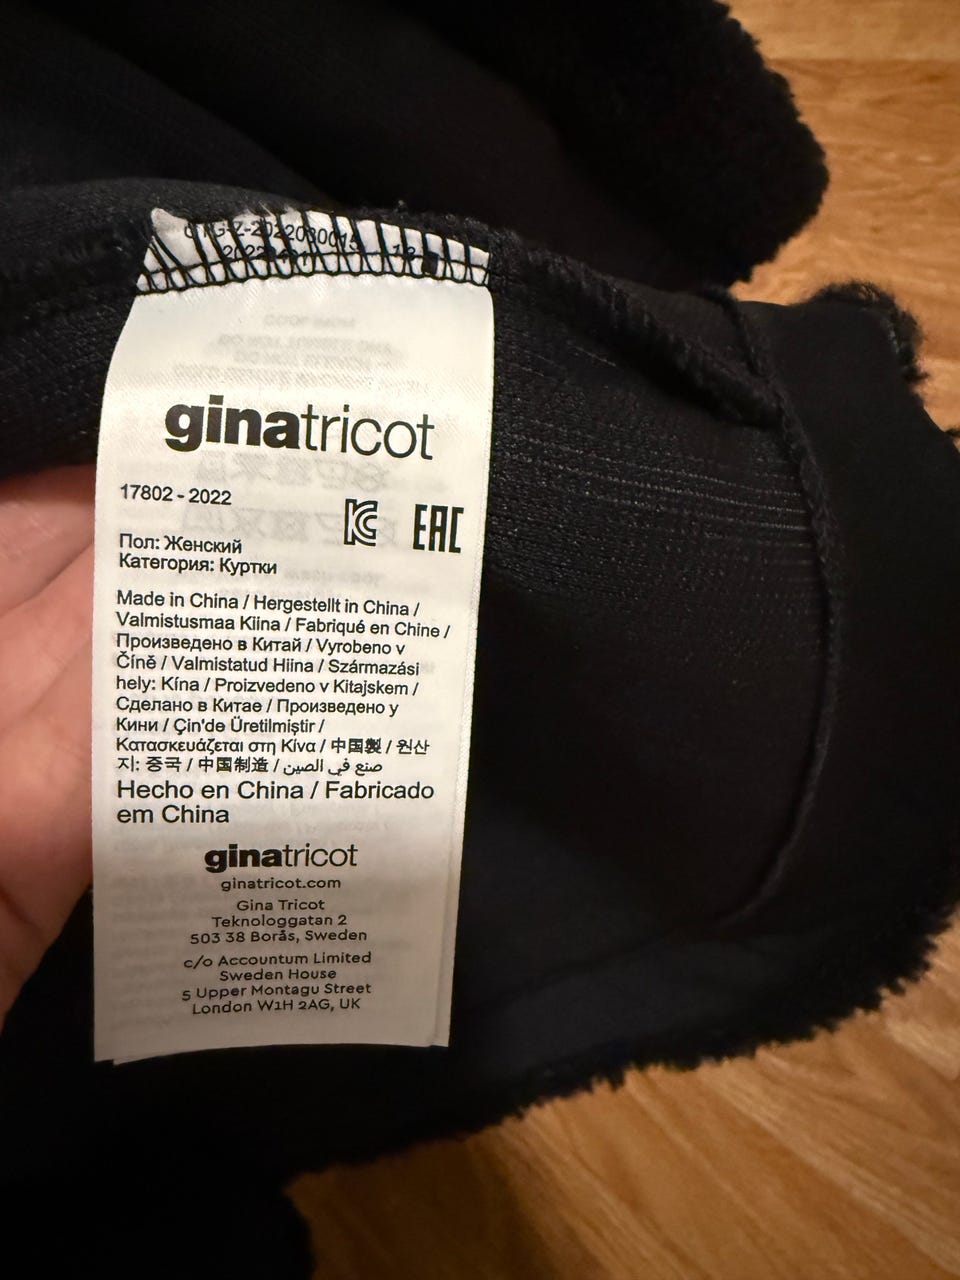 ginatricot
17802 - 2022
EAC
Пол: Женский
Категория: Куртки
Made in China / Hergestellt in China /
Valmistusmaa Kiina / Fabriqué en Chine /
Произведено в Китай / Vyrobeno v
Číně / Valmistatud Hiina / Származási
hely: Kína / Proizvedeno v Kitajskem /
Сделано в Китае / Произведено у
Кини / Çin'de Üretilmiştir /
Κατασκευάζεται στη Κίνα / 中国製 / 원산
지: 중국 / 中国制造 / صنع في الصين
Hecho en China / Fabricado
em China
ginatricot
ginatricot.com
Gina Tricot
Teknologgatan 2
503 38 Borås, Sweden
c/o Accountum Limited
Sweden House
5 Upper Montagu Street
London W1H 2AG, UK